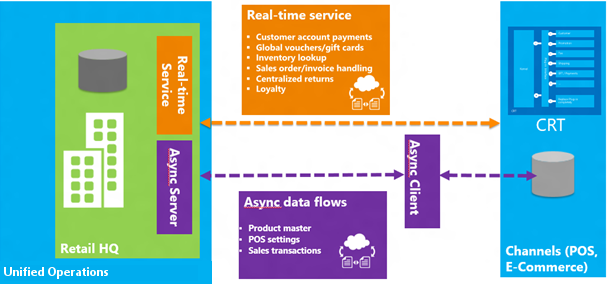 Real-time service
• Customer account payments
• Global vouchers/gift cards
• Inventory lookup
• Sales order/invoice handling
• Centralized returns
• Loyalty
Real-time
Service
Async Server
Retail HQ
Unified Operations
Async Client
Async data flows
• Product master
• POS settings
• Sales transactions
CRT
Channels (POS,
E-Commerce)